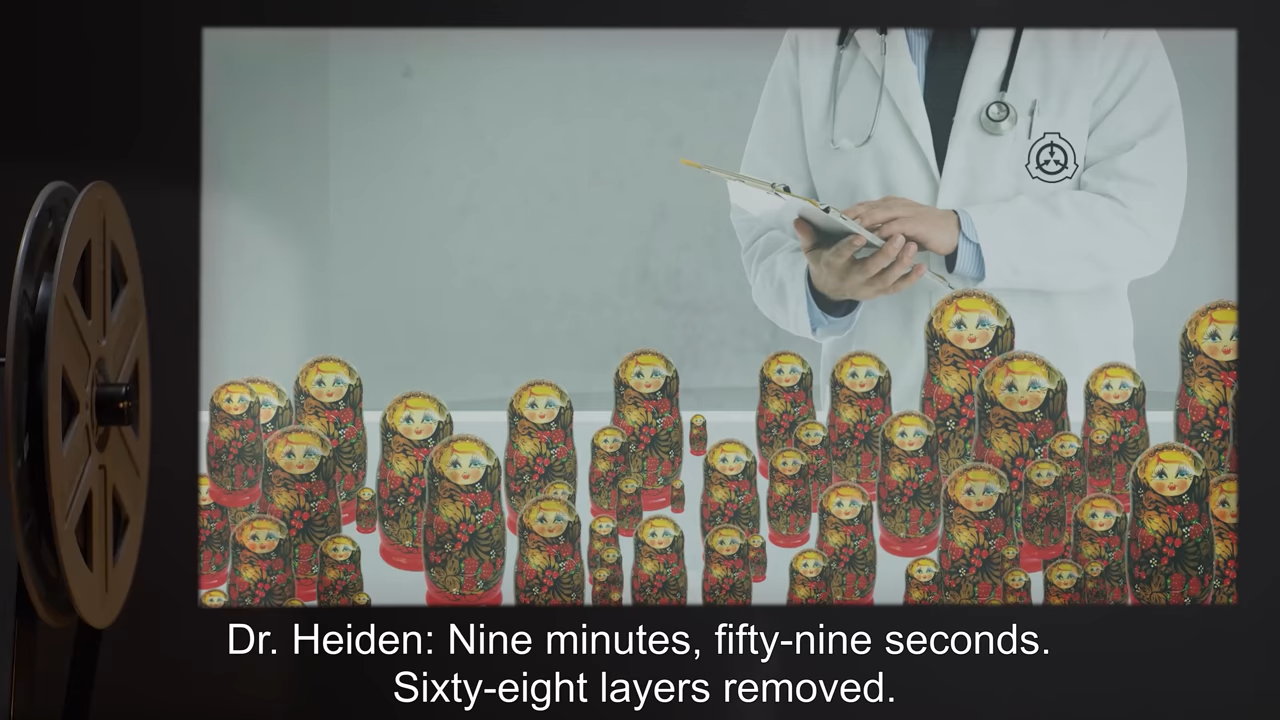 Dr. Heiden: Nine minutes, fifty-nine seconds.
Sixty-eight layers removed.